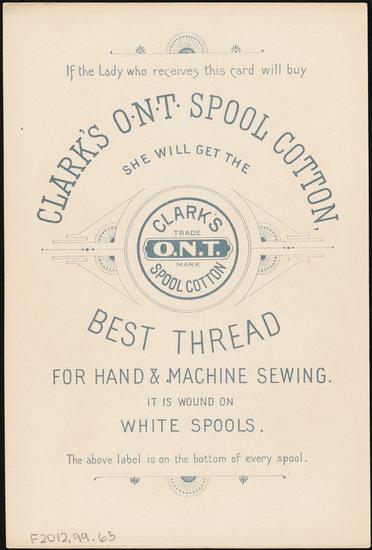 If the Lady who receives this card will buy
CLARK'S O·N·T· SPOOL COTTON,
SHE WILL GET THE
CLARK'S
TRADE
O.N.T.
MARK
SPOOL COTTON
BEST THREAD
FOR HAND & MACHINE SEWING.
IT IS WOUND ON
WHITE SPOOLS.
The above label is on the bottom of every spool.
F2012.99.65